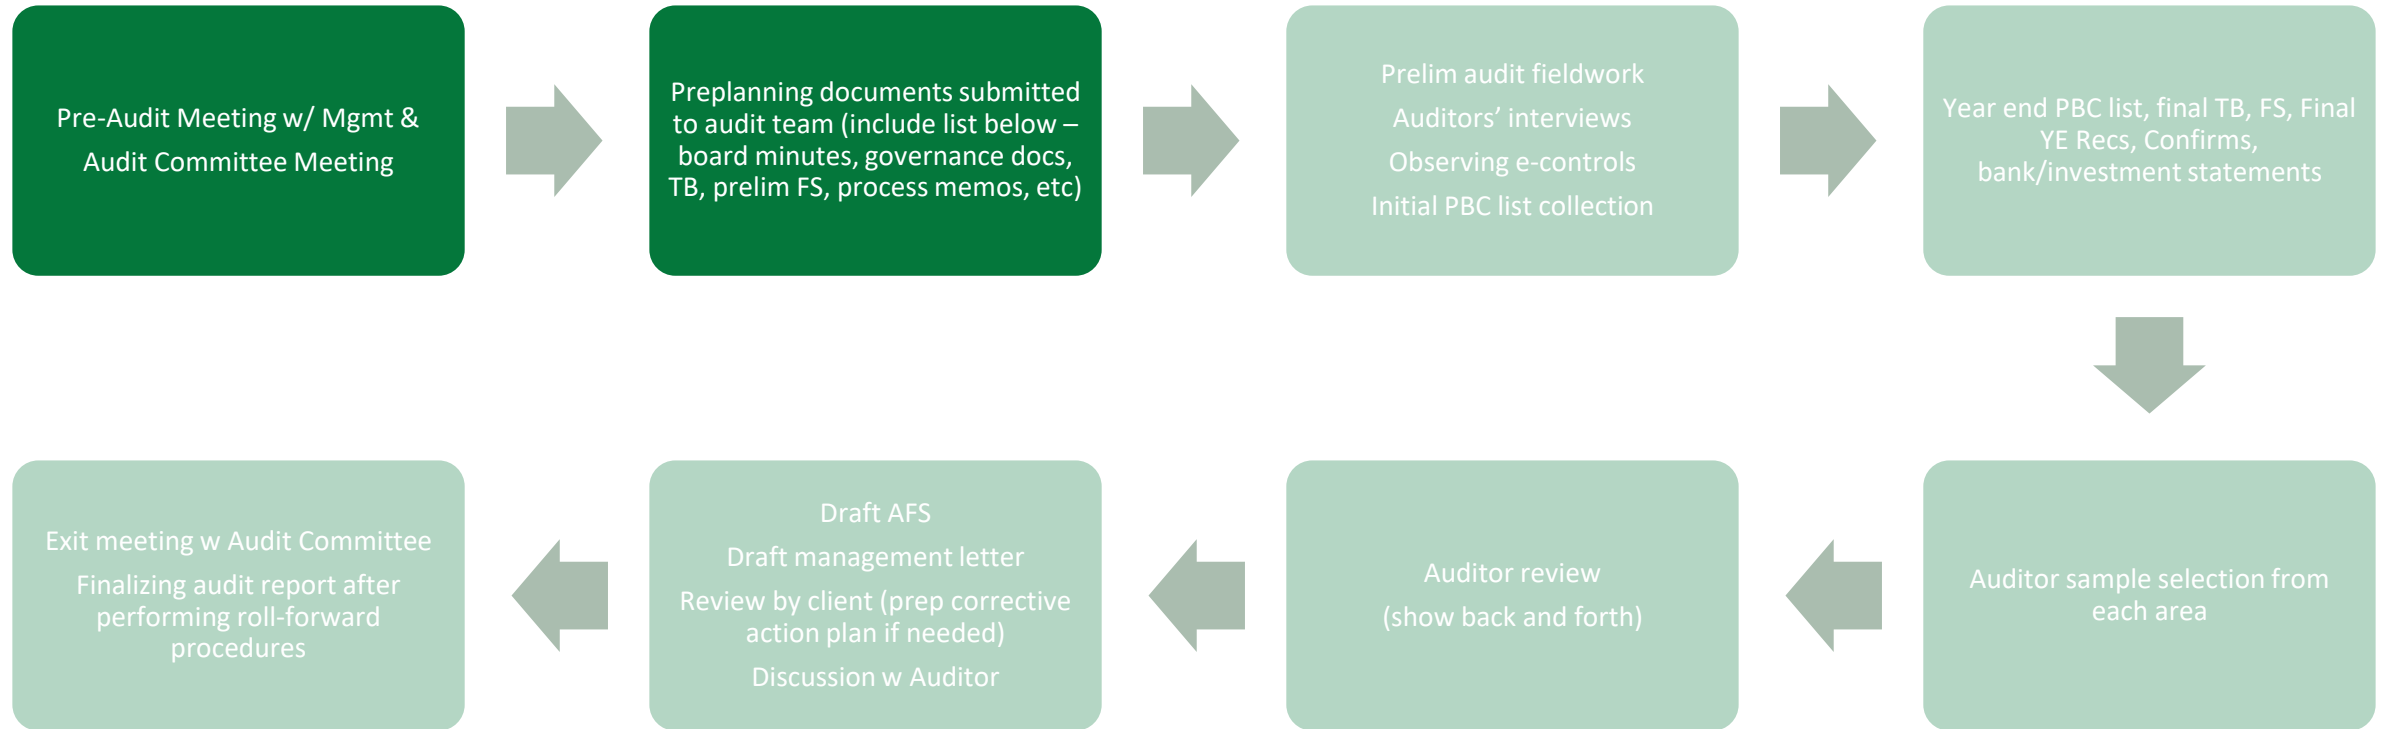 Pre-Audit Meeting w/ Mgmt &
Audit Committee Meeting
Preplanning documents submitted
to audit team (include list below –
board minutes, governance docs,
TB, prelim FS, process memos, etc)
Prelim audit fieldwork
Auditors’ interviews
Observing e-controls
Initial PBC list collection
Year end PBC list, final TB, FS, Final
YE Recs, Confirms,
bank/investment statements
Auditor sample selection from
each area
Auditor review
(show back and forth)
Draft AFS
Draft management letter
Review by client (prep corrective
action plan if needed)
Discussion w Auditor
Exit meeting w Audit Committee
Finalizing audit report after
performing roll-forward
procedures